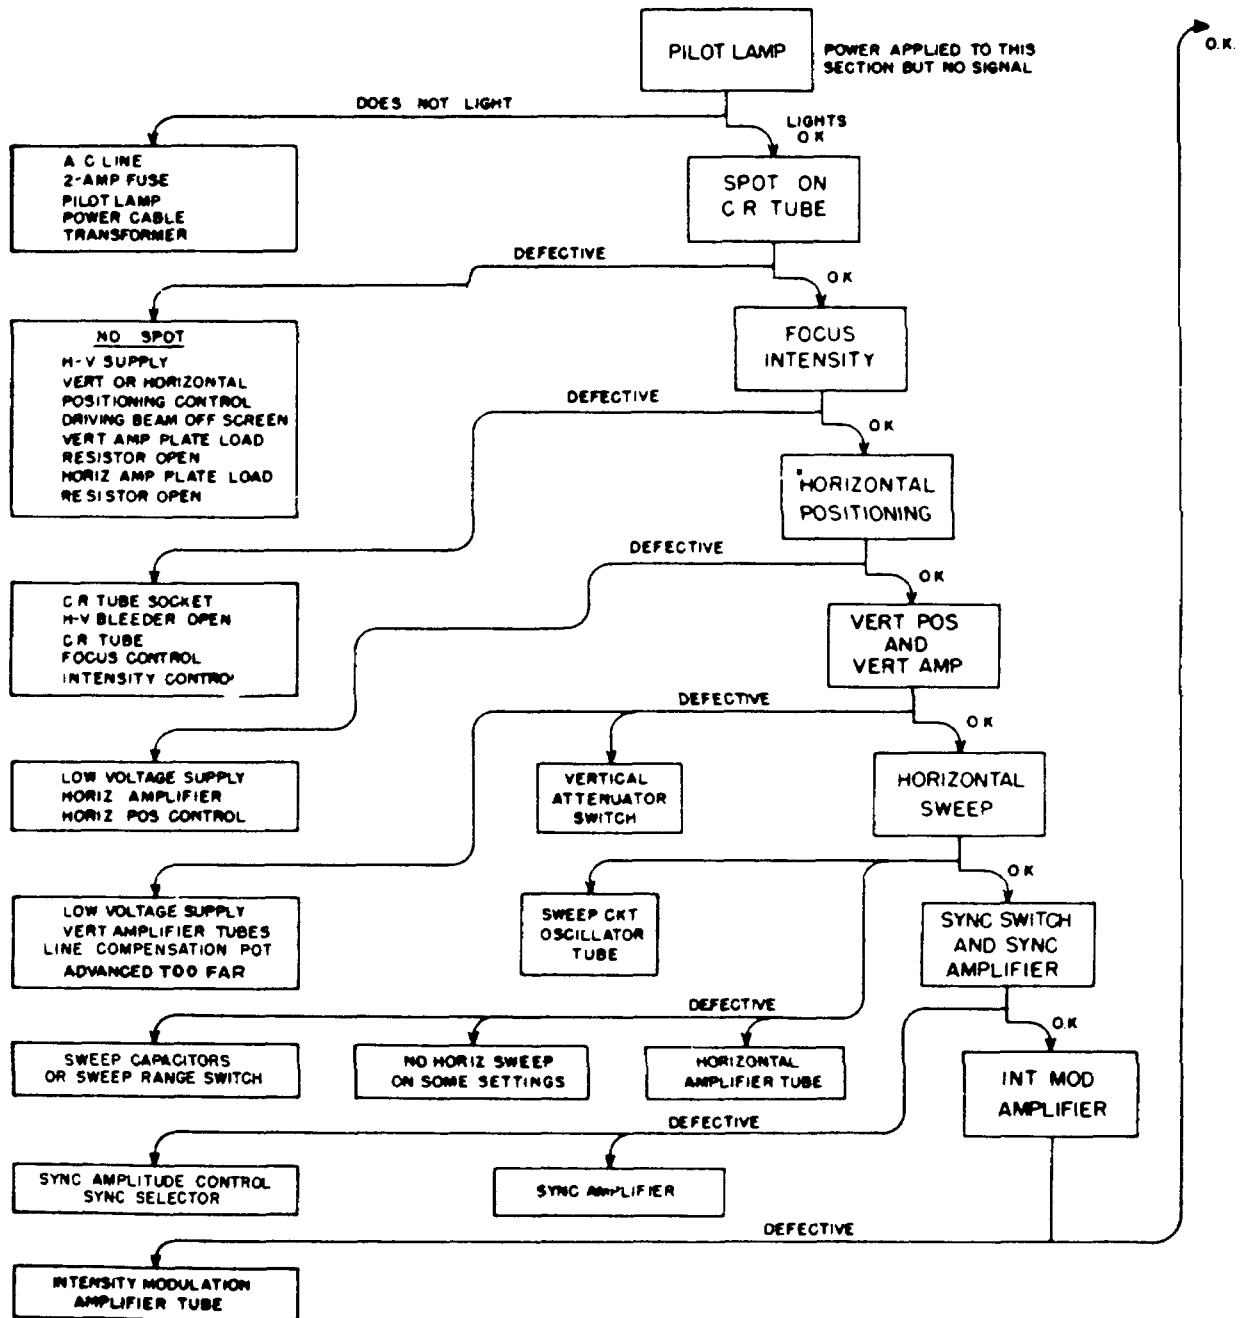 PILOT LAMP
POWER APPLIED TO THIS
SECTION BUT NO SIGNAL
O.K.
DOES NOT LIGHT
LIGHTS
OK
A C LINE
2-AMP FUSE
PILOT LAMP
POWER CABLE
TRANSFORMER
SPOT ON
C R TUBE
DEFECTIVE
OK
NO SPOT
H-V SUPPLY
VERT OR HORIZONTAL
POSITIONING CONTROL
DRIVING BEAM OFF SCREEN
VERT AMP PLATE LOAD
RESISTOR OPEN
HORIZ AMP PLATE LOAD
RESISTOR OPEN
FOCUS
INTENSITY
DEFECTIVE
OK
HORIZONTAL
POSITIONING
DEFECTIVE
OK
C R TUBE SOCKET
H-V BLEEDER OPEN
C R TUBE
FOCUS CONTROL
INTENSITY CONTROL
VERT POS
AND
VERT AMP
DEFECTIVE
OK
LOW VOLTAGE SUPPLY
HORIZ AMPLIFIER
HORIZ POS CONTROL
VERTICAL
ATTENUATOR
SWITCH
HORIZONTAL
SWEEP
OK
LOW VOLTAGE SUPPLY
VERT AMPLIFIER TUBES
LINE COMPENSATION POT
ADVANCED TOO FAR
SWEEP CKT
OSCILLATOR
TUBE
SYNC SWITCH
AND SYNC
AMPLIFIER
DEFECTIVE
O.K
SWEEP CAPACITORS
OR SWEEP RANGE SWITCH
NO HORIZ SWEEP
ON SOME SETTINGS
HORIZONTAL
AMPLIFIER TUBE
INT MOD
AMPLIFIER
DEFECTIVE
SYNC AMPLITUDE CONTROL
SYNC SELECTOR
SYNC AMPLIFIER
DEFECTIVE
INTENSITY MODULATION
AMPLIFIER TUBE